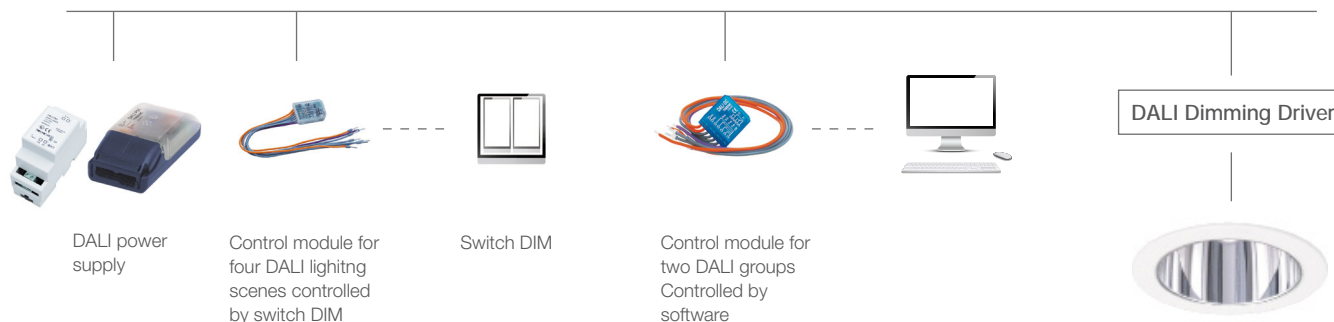 DALI Dimming Driver
DALI power
supply
Control module for
four DALI lighitng
scenes controlled
by switch DIM
Switch DIM
Control module for
two DALI groups
Controlled by
software